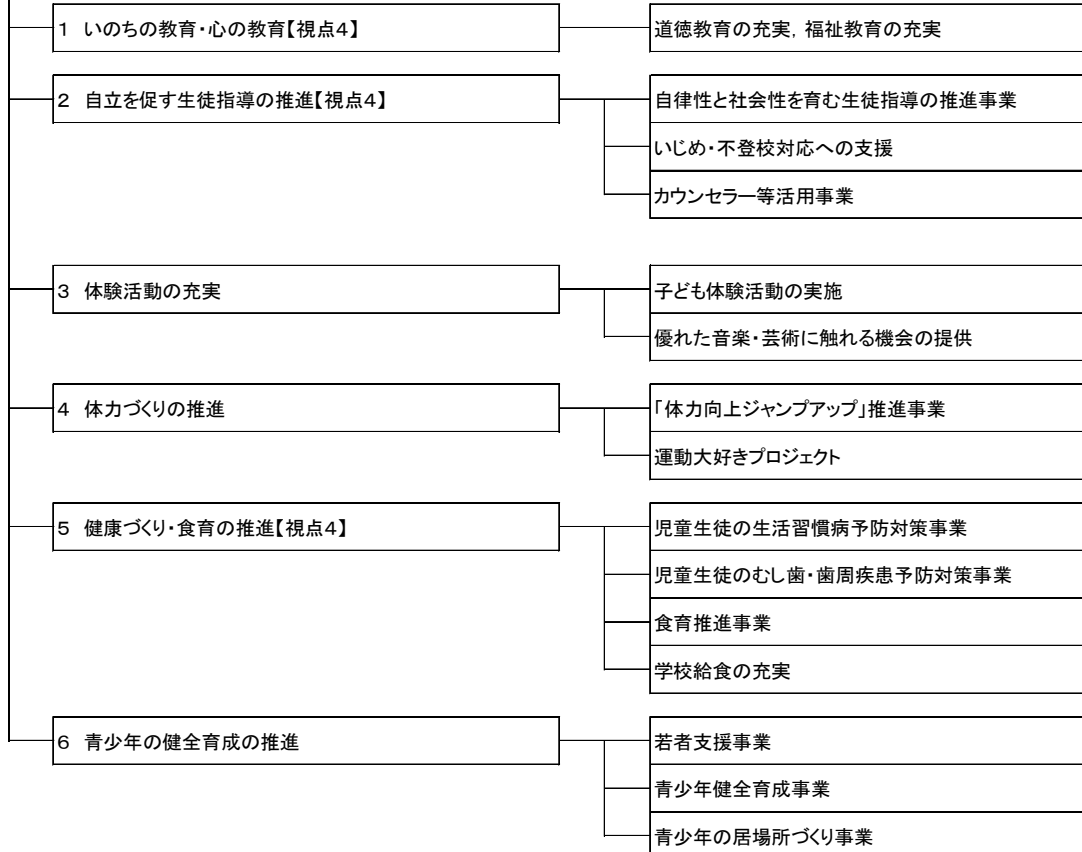 1 いのちの教育・心の教育【視点4】
道徳教育の充実, 福祉教育の充実
2 自立を促す生徒指導の推進【視点4】
自律性と社会性を育む生徒指導の推進事業
いじめ・不登校対応への支援
カウンセラー等活用事業
3 体験活動の充実
子ども体験活動の実施
優れた音楽・芸術に触れる機会の提供
4 体力づくりの推進
「体力向上ジャンプアップ」推進事業
運動大好きプロジェクト
5 健康づくり・食育の推進【視点4】
児童生徒の生活習慣病予防対策事業
児童生徒のむし歯・歯周疾患予防対策事業
食育推進事業
学校給食の充実
6 青少年の健全育成の推進
若者支援事業
青少年健全育成事業
青少年の居場所づくり事業